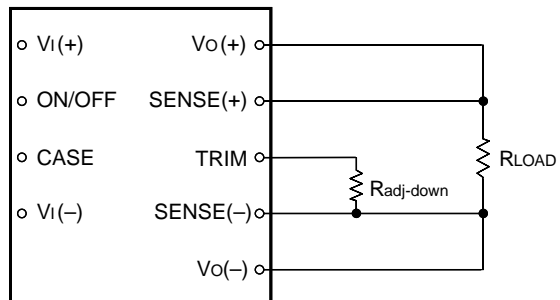 VI(+) VO(+)
ON/OFF SENSE(+)
CASE TRIM RLOAD
Radj-down
VI(–) SENSE(–)
VO(–)